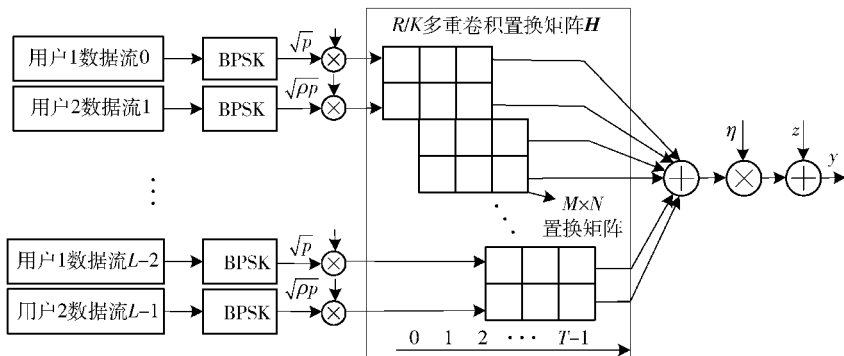 R/K多重卷积置换矩阵H
用户1数据流0
BPSK
√p
用户2数据流1
BPSK
√ρp
M×N
置换矩阵
η
z
y
用户1数据流L-2
BPSK
√p
用户2数据流L-1
BPSK
√ρp
0 1 2 ⋯ T-1